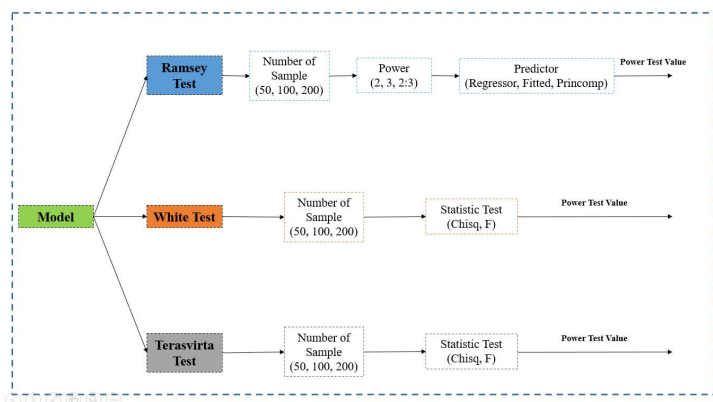 Ramsey
Test
Number of
Sample
(50, 100, 200)
Power
(2, 3, 2:3)
Predictor
(Regressor, Fitted, Princomp)
Power Test Value
Model
White Test
Number of
Sample
(50, 100, 200)
Statistic Test
(Chisq, F)
Power Test Value
Terasvirta
Test
Number of
Sample
(50, 100, 200)
Statistic Test
(Chisq, F)
Power Test Value